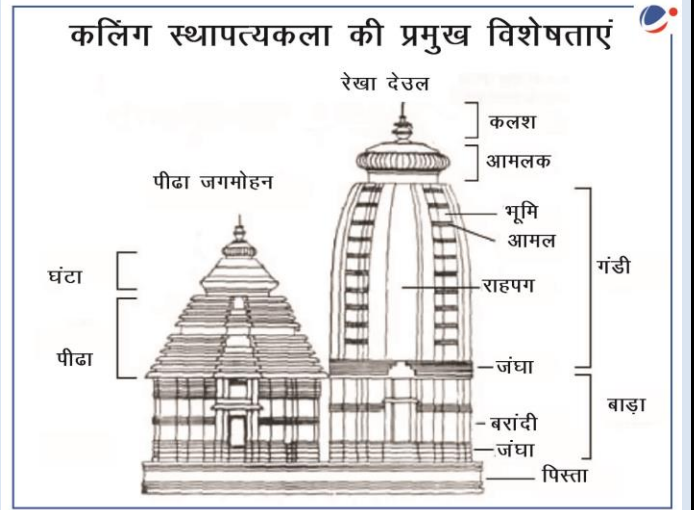 कलिंग स्थापत्यकला की प्रमुख विशेषताएं
रेखा देउल
कलश
आमलक
पीढा जगमोहन
भूमि
आमल
गंडी
घंटा
राहपग
पीढा
जंघा
बाड़ा
बरांदी
जंघा
पिस्ता